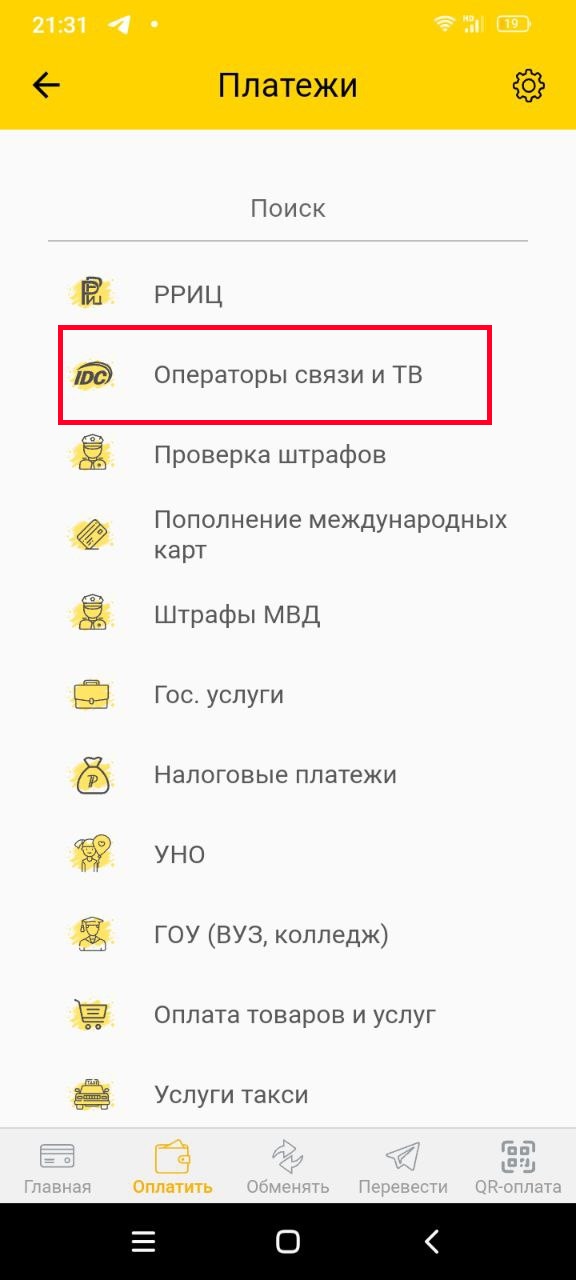 21:31
19
Платежи
Поиск
РРИЦ
IDC
Операторы связи и ТВ
Проверка штрафов
Пополнение международных
карт
Штрафы МВД
Гос. услуги
Налоговые платежи
УНО
ГОУ (ВУЗ, колледж)
Оплата товаров и услуг
Услуги такси
Главная
Оплатить
Обменять
Перевести
QR-оплата